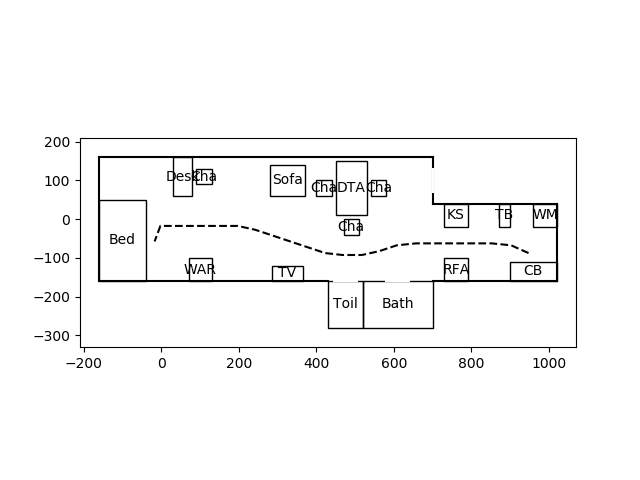 200
100
0
−100
−200
−300
Desk
Cha
Sofa
Cha
DTA
Cha
Cha
KS
TB
WM
Bed
WAR
TV
RFA
CB
Toil
Bath
−200
0
200
400
600
800
1000